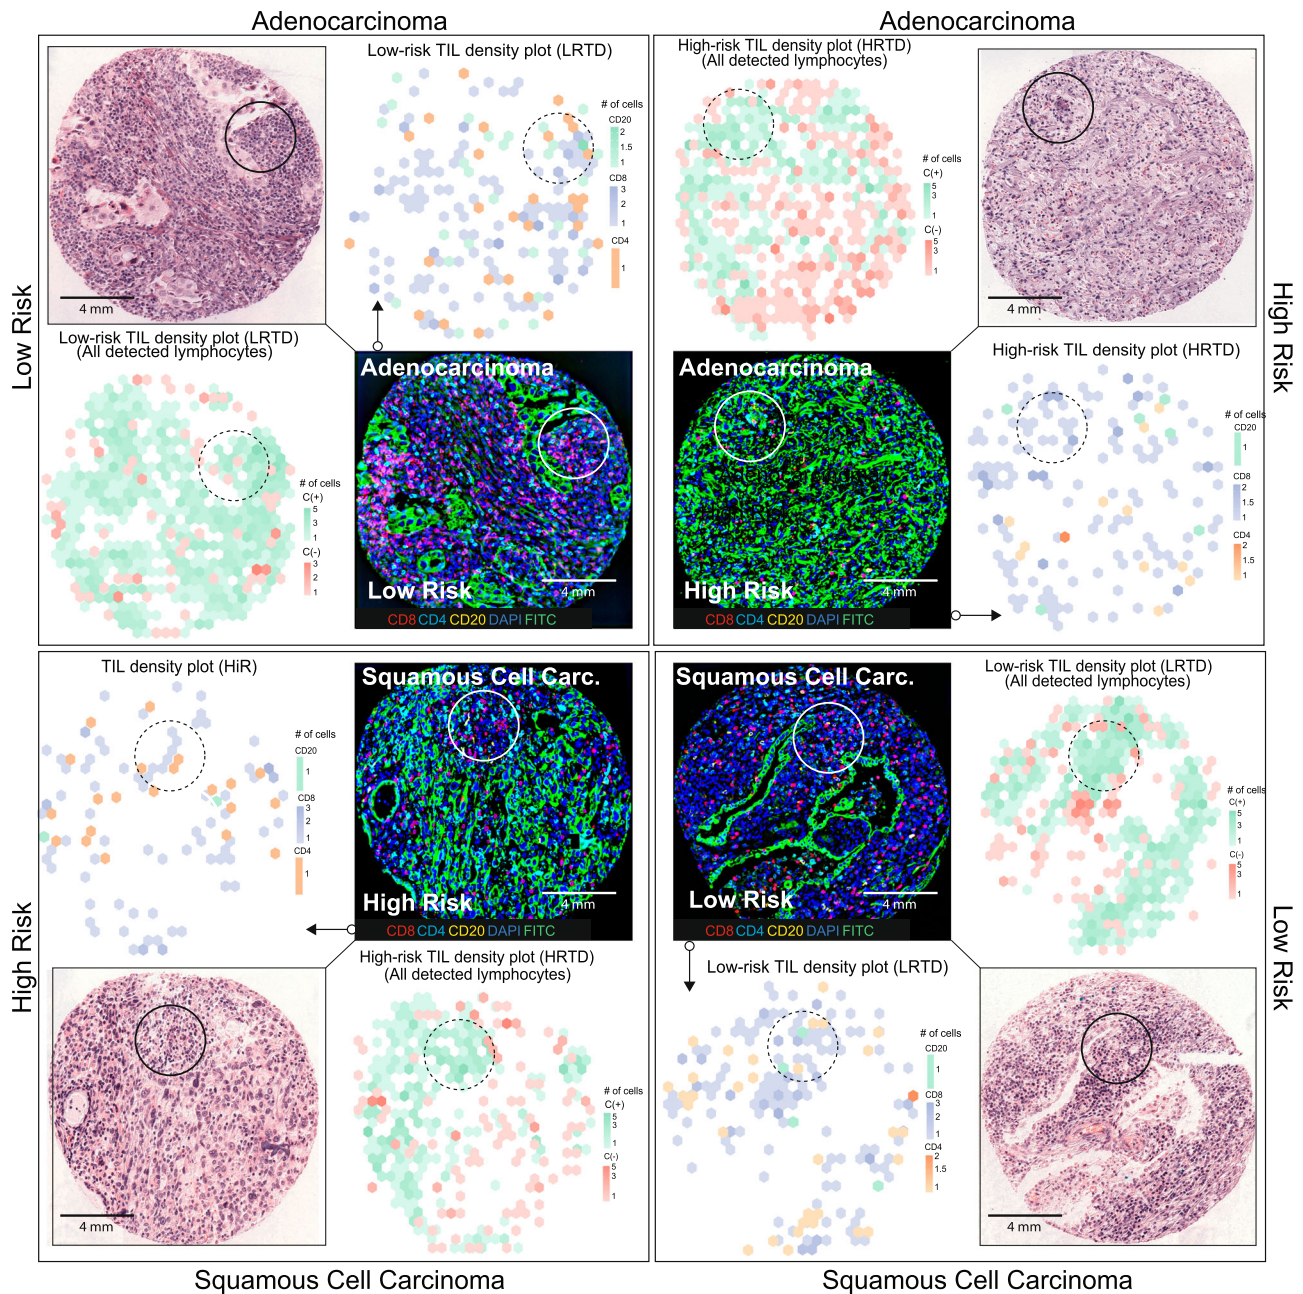 Adenocarcinoma
Adenocarcinoma
Low Risk
High Risk
4 mm
Low-risk TIL density plot (LRTD)
# of cells
CD20
2
1.5
1
CD8
3
2
1
CD4
1
Low-risk TIL density plot (LRTD)
(All detected lymphocytes)
# of cells
C(+)
5
3
1
C(-)
3
2
1
Adenocarcinoma
Low Risk
4 mm
CD8 CD4 CD20 DAPI FITC
High-risk TIL density plot (HRTD)
(All detected lymphocytes)
# of cells
C(+)
5
3
1
C(-)
5
3
1
4 mm
Adenocarcinoma
High Risk
4 mm
CD8 CD4 CD20 DAPI FITC
High-risk TIL density plot (HRTD)
# of cells
CD20
1
CD8
2
1.5
1
CD4
2
1.5
1
High Risk
Low Risk
TIL density plot (HiR)
# of cells
CD20
1
CD8
3
2
1
CD4
1
Squamous Cell Carc.
High Risk
4 mm
CD8 CD4 CD20 DAPI FITC
4 mm
High-risk TIL density plot (HRTD)
(All detected lymphocytes)
# of cells
C(+)
5
3
1
C(-)
5
3
1
Squamous Cell Carc.
Low Risk
4 mm
CD8 CD4 CD20 DAPI FITC
Low-risk TIL density plot (LRTD)
(All detected lymphocytes)
# of cells
C(+)
5
3
1
C(-)
5
3
1
Low-risk TIL density plot (LRTD)
# of cells
CD20
1
CD8
3
2
1
CD4
2
1.5
1
4 mm
Squamous Cell Carcinoma
Squamous Cell Carcinoma